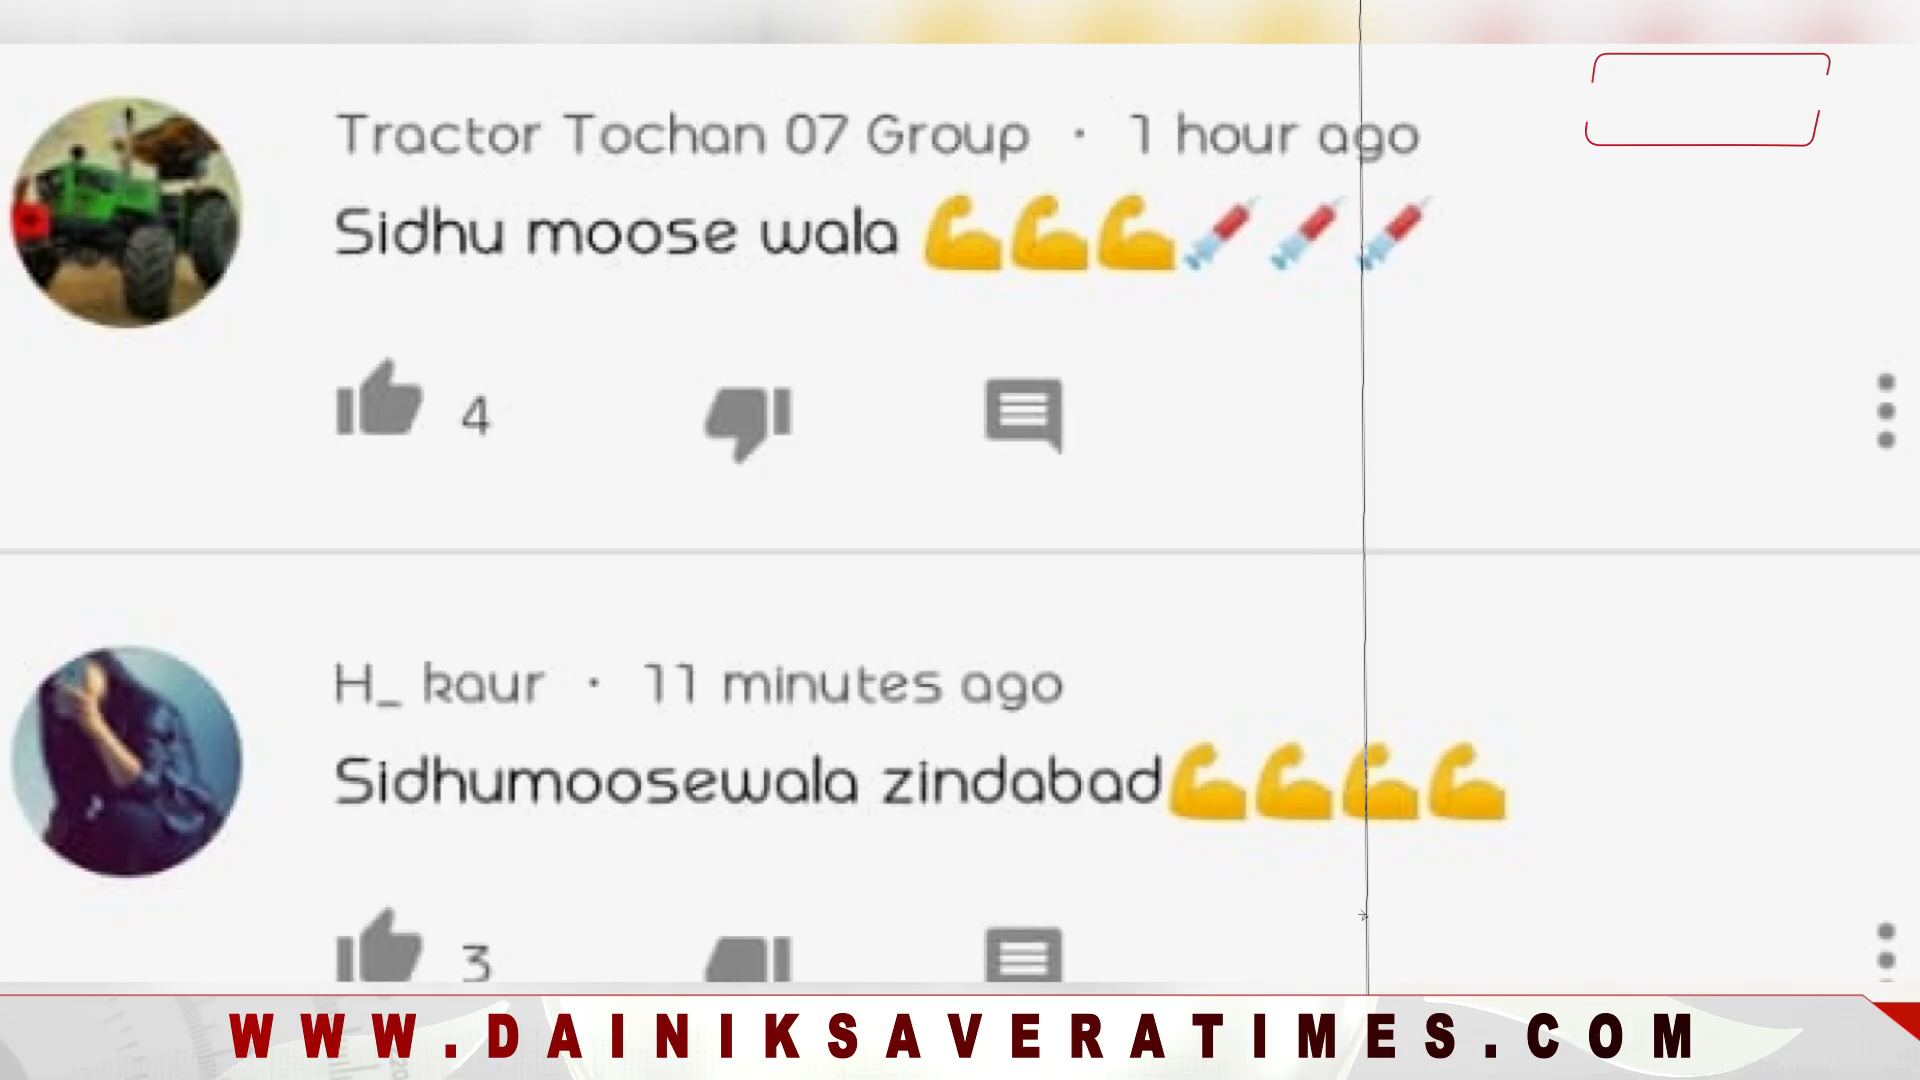 Tractor Tochan 07 Group · 1 hour ago
Sidhu moose wala 💪💪💪💉💉💉
4
H_ kaur · 11 minutes ago
Sidhumoosewala zindabad💪💪💪💪
3
WWW.DAINIKSAVERATIMES.COM